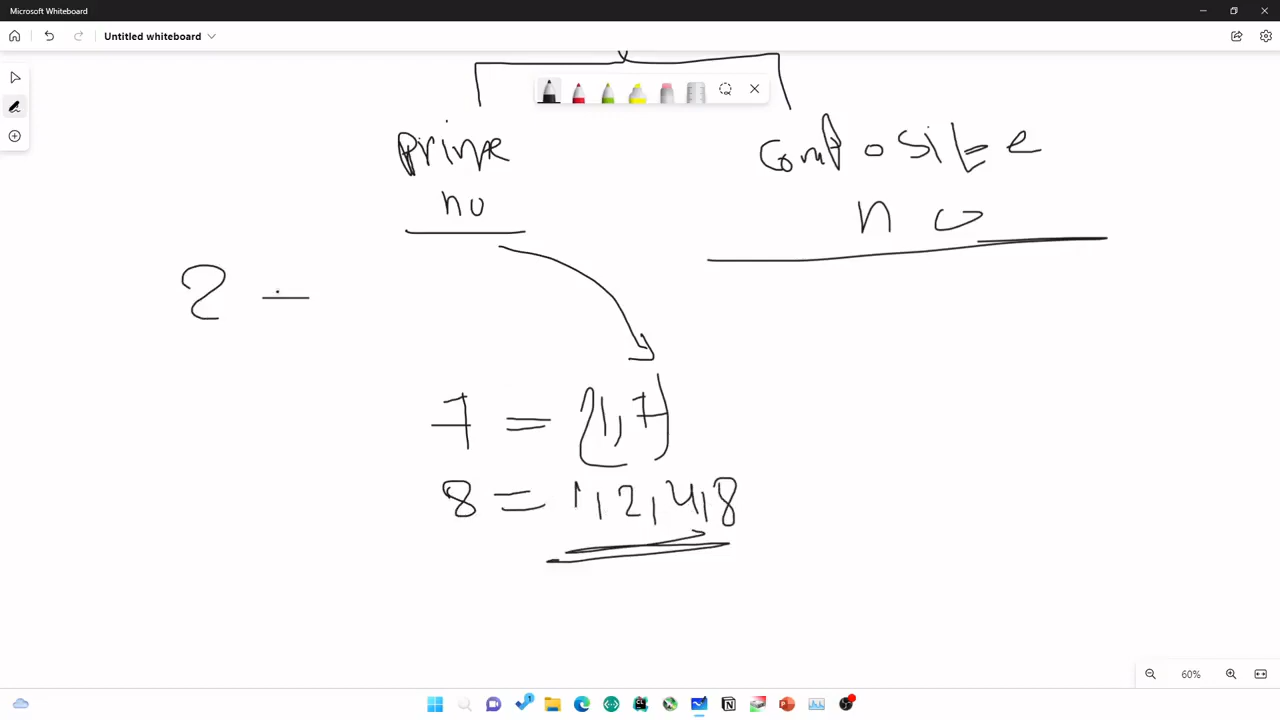 Microsoft Whiteboard
Untitled whiteboard
prime
no
composite
no
2 -
7 = {1,7}
8 = 1,2,4,8
60%